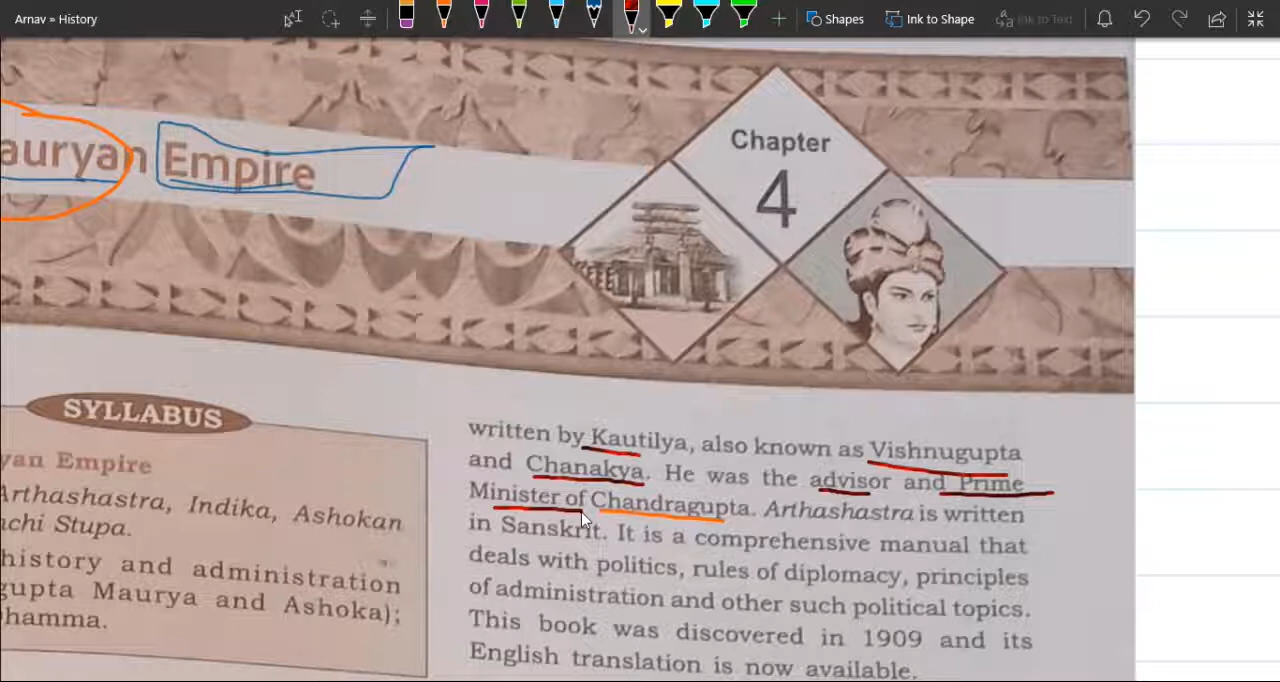 Arnav » History
Shapes
Ink to Shape
Ink to Text
auryan Empire
Chapter
4
SYLLABUS
yan Empire
Arthashastra, Indika, Ashokan
chi Stupa.
history and administration
gupta Maurya and Ashoka);
hamma.
written by Kautilya, also known as Vishnugupta
and Chanakya. He was the advisor and Prime
Minister of Chandragupta. Arthashastra is written
in Sanskrit. It is a comprehensive manual that
deals with politics, rules of diplomacy, principles
of administration and other such political topics.
This book was discovered in 1909 and its
English translation is now available.